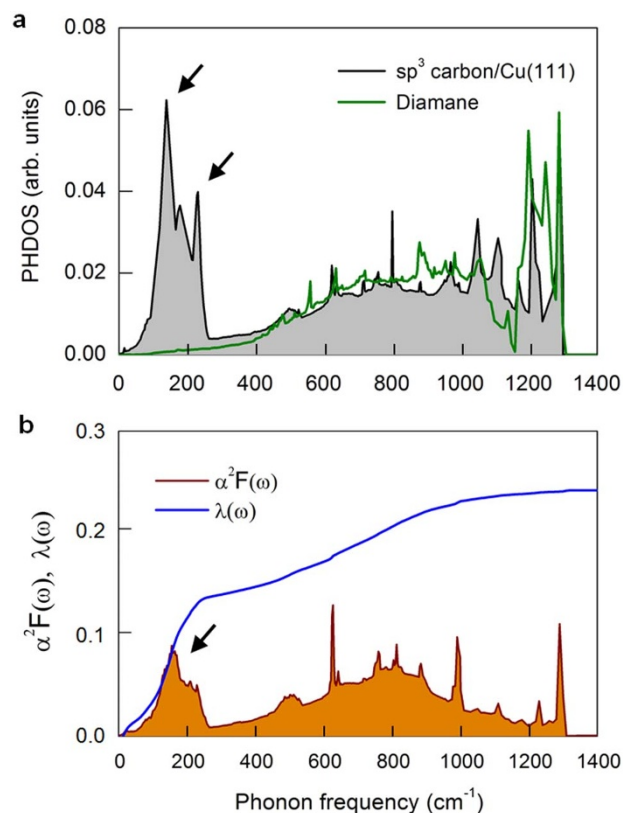 a
0.08
sp³ carbon/Cu(111)
Diamane
0.06
0.04
0.02
0.00
PHDOS (arb. units)
0 200 400 600 800 1000 1200 1400
b
0.3
α²F(ω)
λ(ω)
0.2
0.1
0.0
α²F(ω), λ(ω)
0 200 400 600 800 1000 1200 1400
Phonon frequency (cm⁻¹)